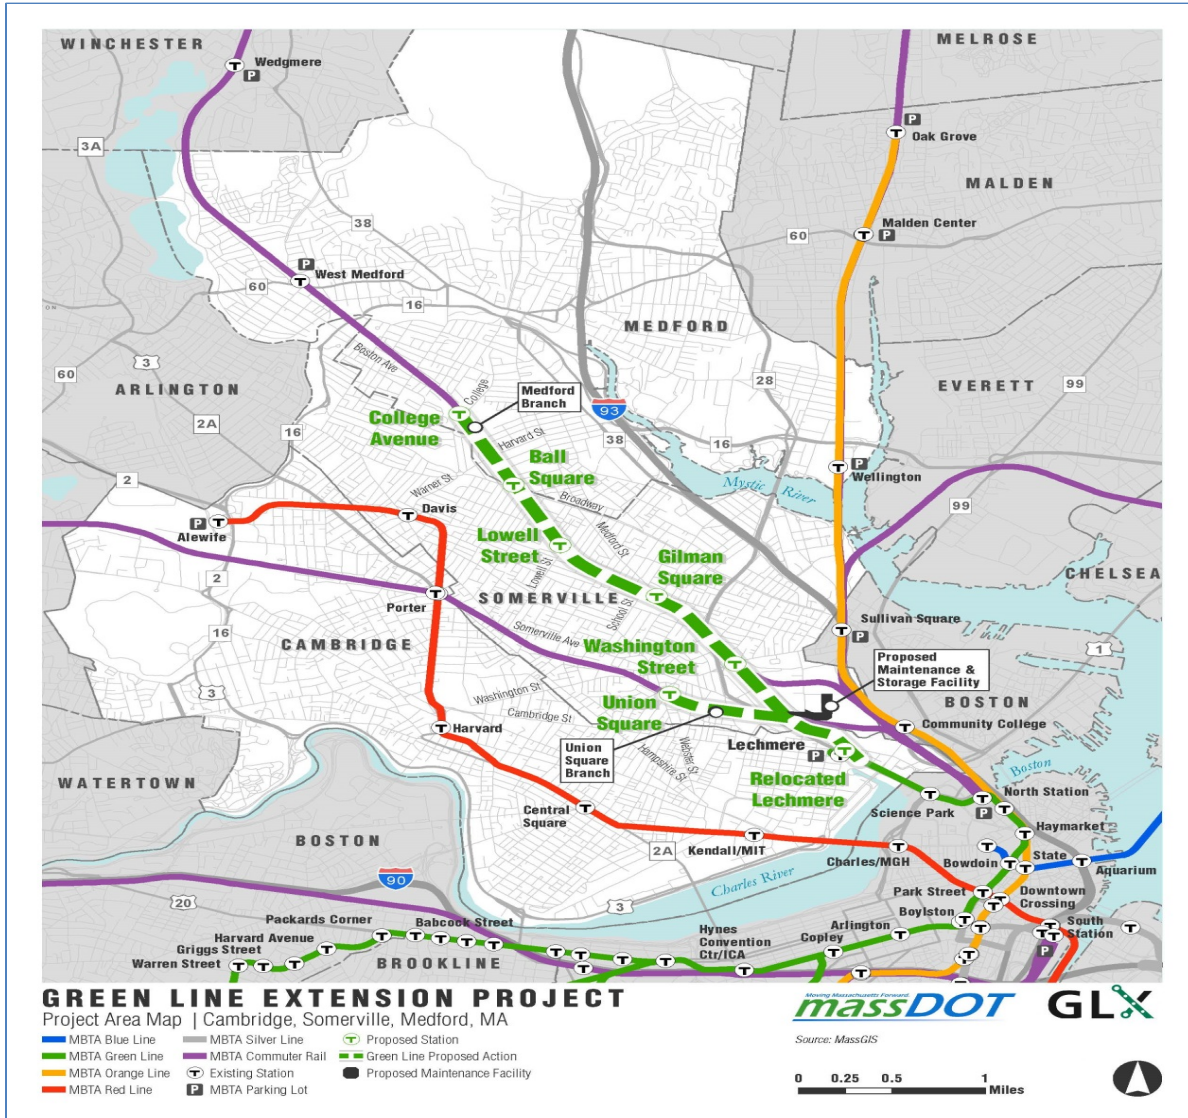 WINCHESTER
Wedgmere
P
MELROSE
P
Oak Grove
3A
MALDEN
38
Malden Center
60
P
P
West Medford
60
16
MEDFORD
Boston Ave
3
60
ARLINGTON
28
EVERETT
99
College
Medford
Branch
93
2A
College
Avenue
16
Harvard St
38
16
Ball
Square
P
Wellington
Mystic River
2
Warner St
Broadway
99
Davis
P
Alewife
Lowell
Street
Medford St
Gilman
Square
2
Lowell St
CHELSEA
Porter
SOMERVILLE
School St
Sullivan Square
P
16
CAMBRIDGE
Somerville Ave
Washington
Street
1
Proposed
Maintenance &
Storage Facility
3
Washington St
Union
Square
BOSTON
Cambridge St
Harvard
Community College
Union
Square
Branch
Hampshire St
Webster St
Lechmere
P
WATERTOWN
Relocated
Lechmere
Boston
North Station
Science Park
P
Central
Square
Haymarket
BOSTON
Kendall/MIT
2A
Charles/MGH
Bowdoin
State
Aquarium
90
Charles River
Park Street
Downtown
Crossing
20
3
Packards Corner
Babcock Street
Arlington
Boylston
South
Station
P
Harvard Avenue
Hynes
Convention
Ctr/ICA
Copley
Griggs Street
Warren Street
BROOKLINE
GREEN LINE EXTENSION PROJECT
Project Area Map | Cambridge, Somerville, Medford, MA
Moving Massachusetts Forward
massDOT
GLX
Source: MassGIS
MBTA Blue Line
MBTA Silver Line
T Proposed Station
MBTA Green Line
MBTA Commuter Rail
Green Line Proposed Action
MBTA Orange Line
T Existing Station
Proposed Maintenance Facility
MBTA Red Line
P MBTA Parking Lot
0 0.25 0.5 1
Miles